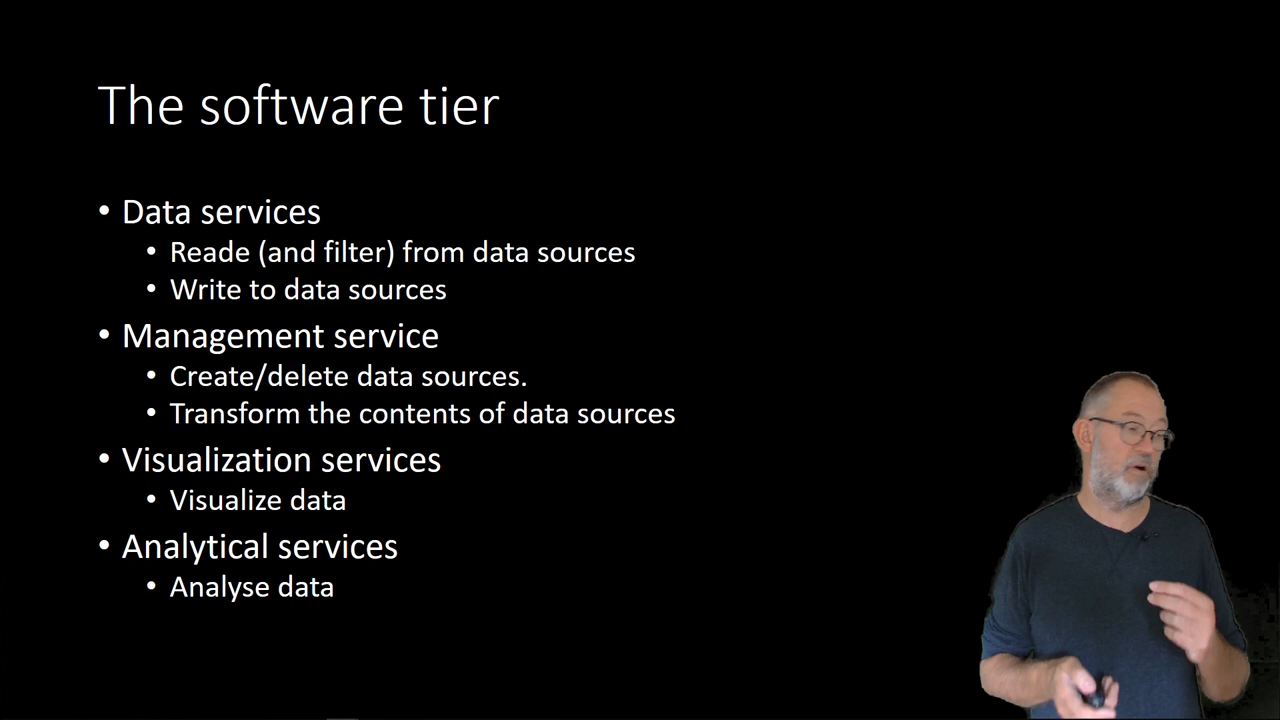 The software tier
• Data services
• Reade (and filter) from data sources
• Write to data sources
• Management service
• Create/delete data sources.
• Transform the contents of data sources
• Visualization services
• Visualize data
• Analytical services
• Analyse data